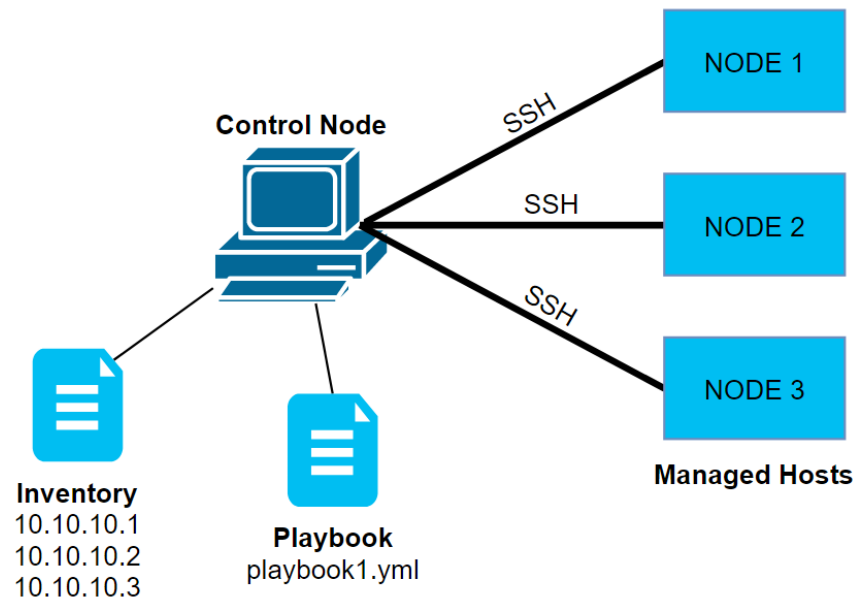 Control Node
SSH
NODE 1
SSH
NODE 2
SSH
NODE 3
Managed Hosts
Inventory
10.10.10.1
10.10.10.2
10.10.10.3
Playbook
playbook1.yml